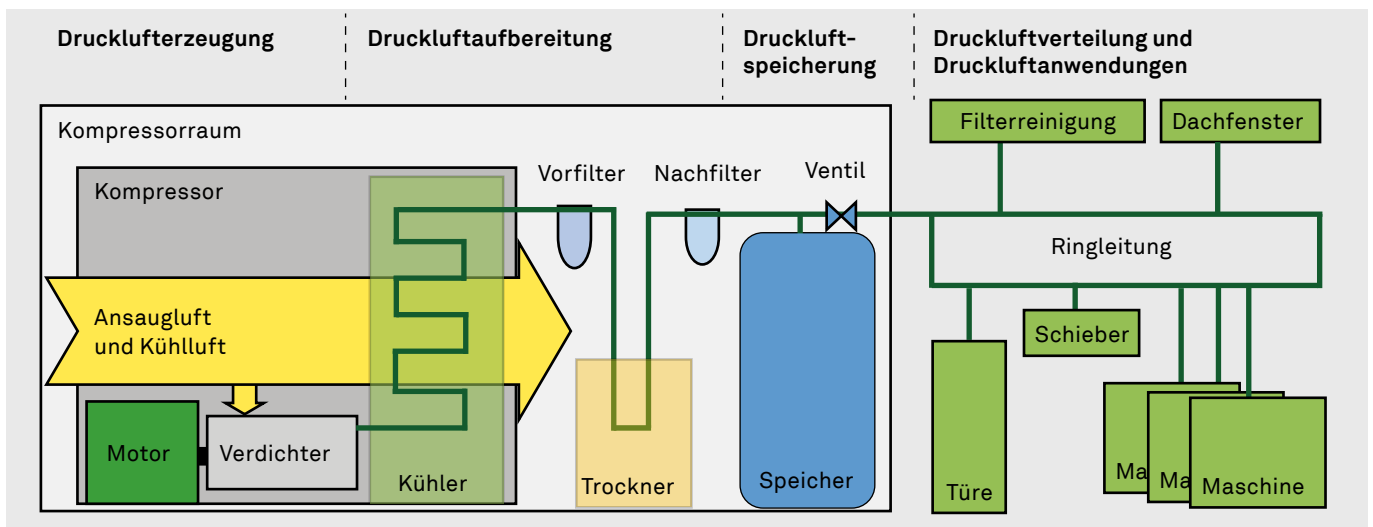 Drucklufterzeugung
Druckluftaufbereitung
Druckluft-
speicherung
Druckluftverteilung und
Druckluftanwendungen
Kompressorraum
Kompressor
Vorfilter
Nachfilter
Ventil
Filterreinigung
Dachfenster
Ringleitung
Ansaugluft
und Kühlluft
Schieber
Motor
Verdichter
Kühler
Trockner
Speicher
Türe
Ma
Ma
Maschine